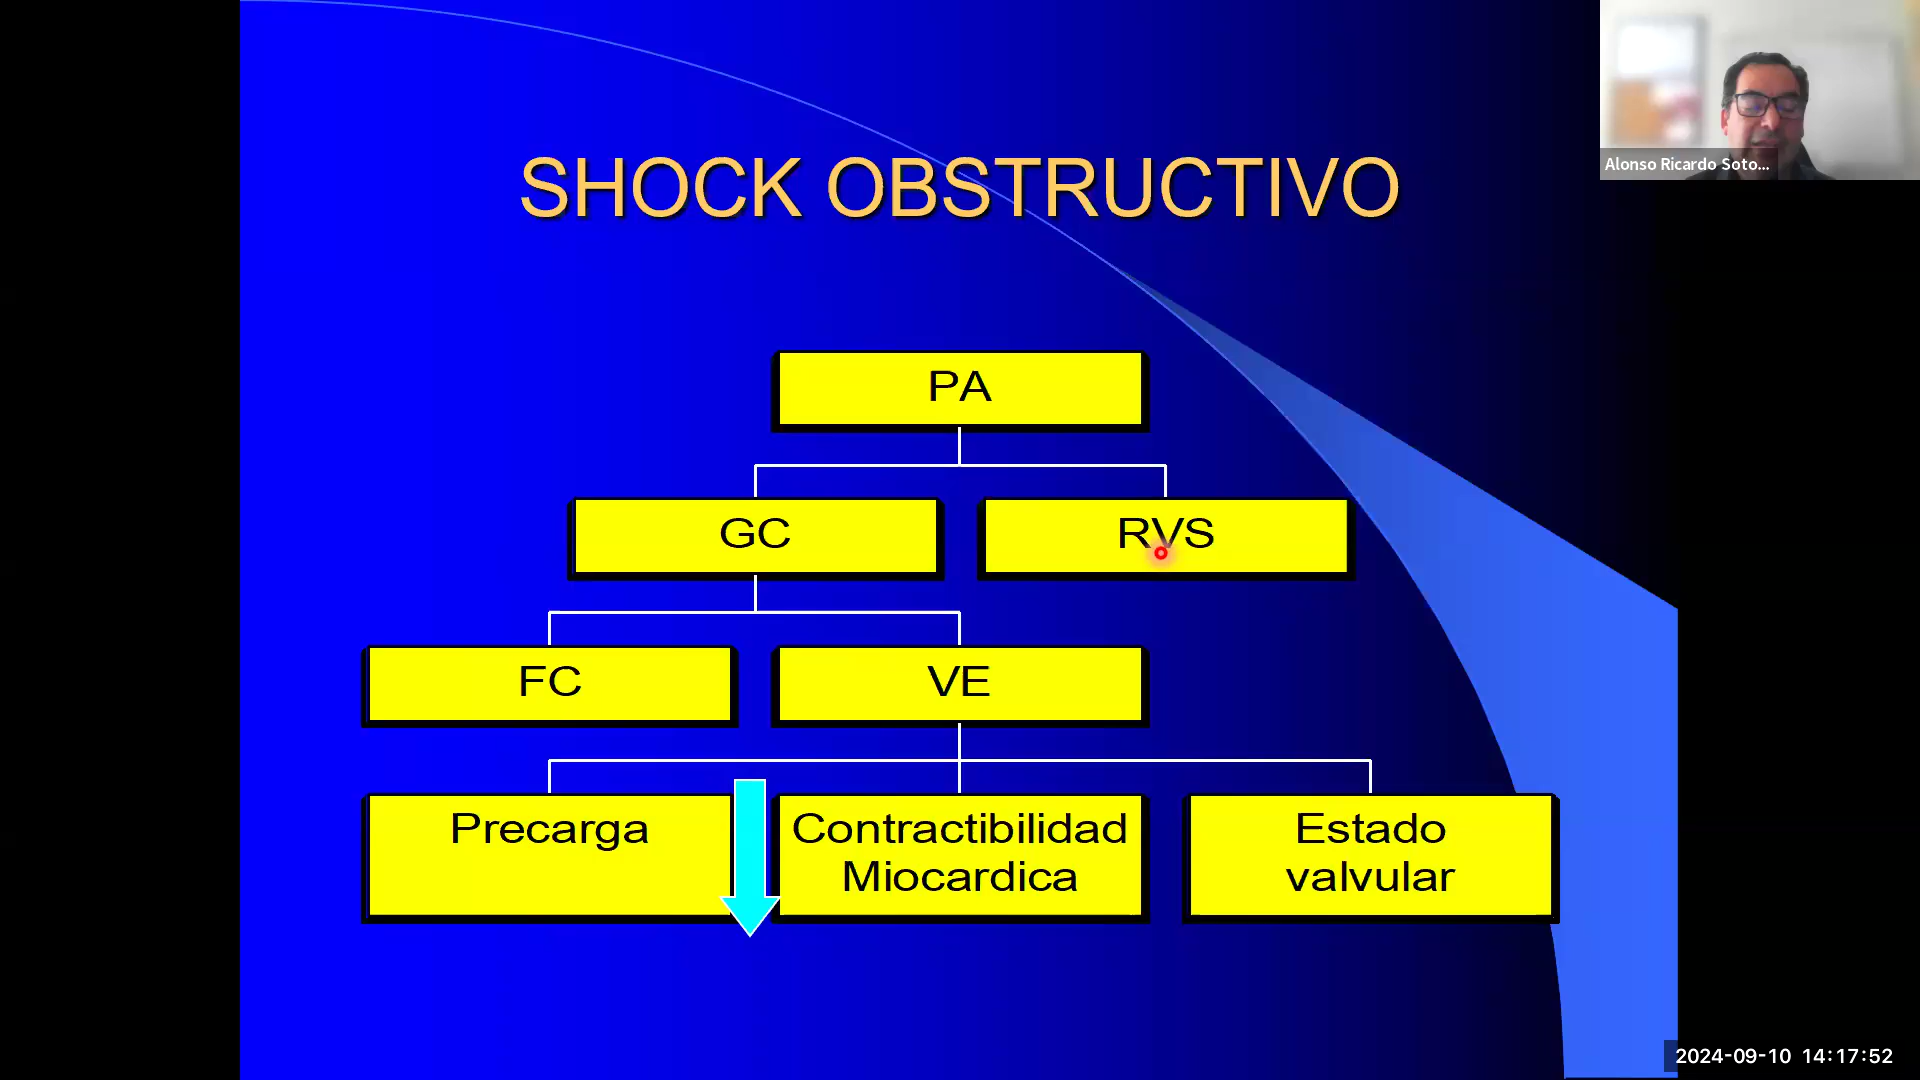 SHOCK OBSTRUCTIVO
Alonso Ricardo Soto...
PA
GC
RVS
FC
VE
Precarga
Contractibilidad
Miocardica
Estado
valvular
2024-09-10 14:17:52